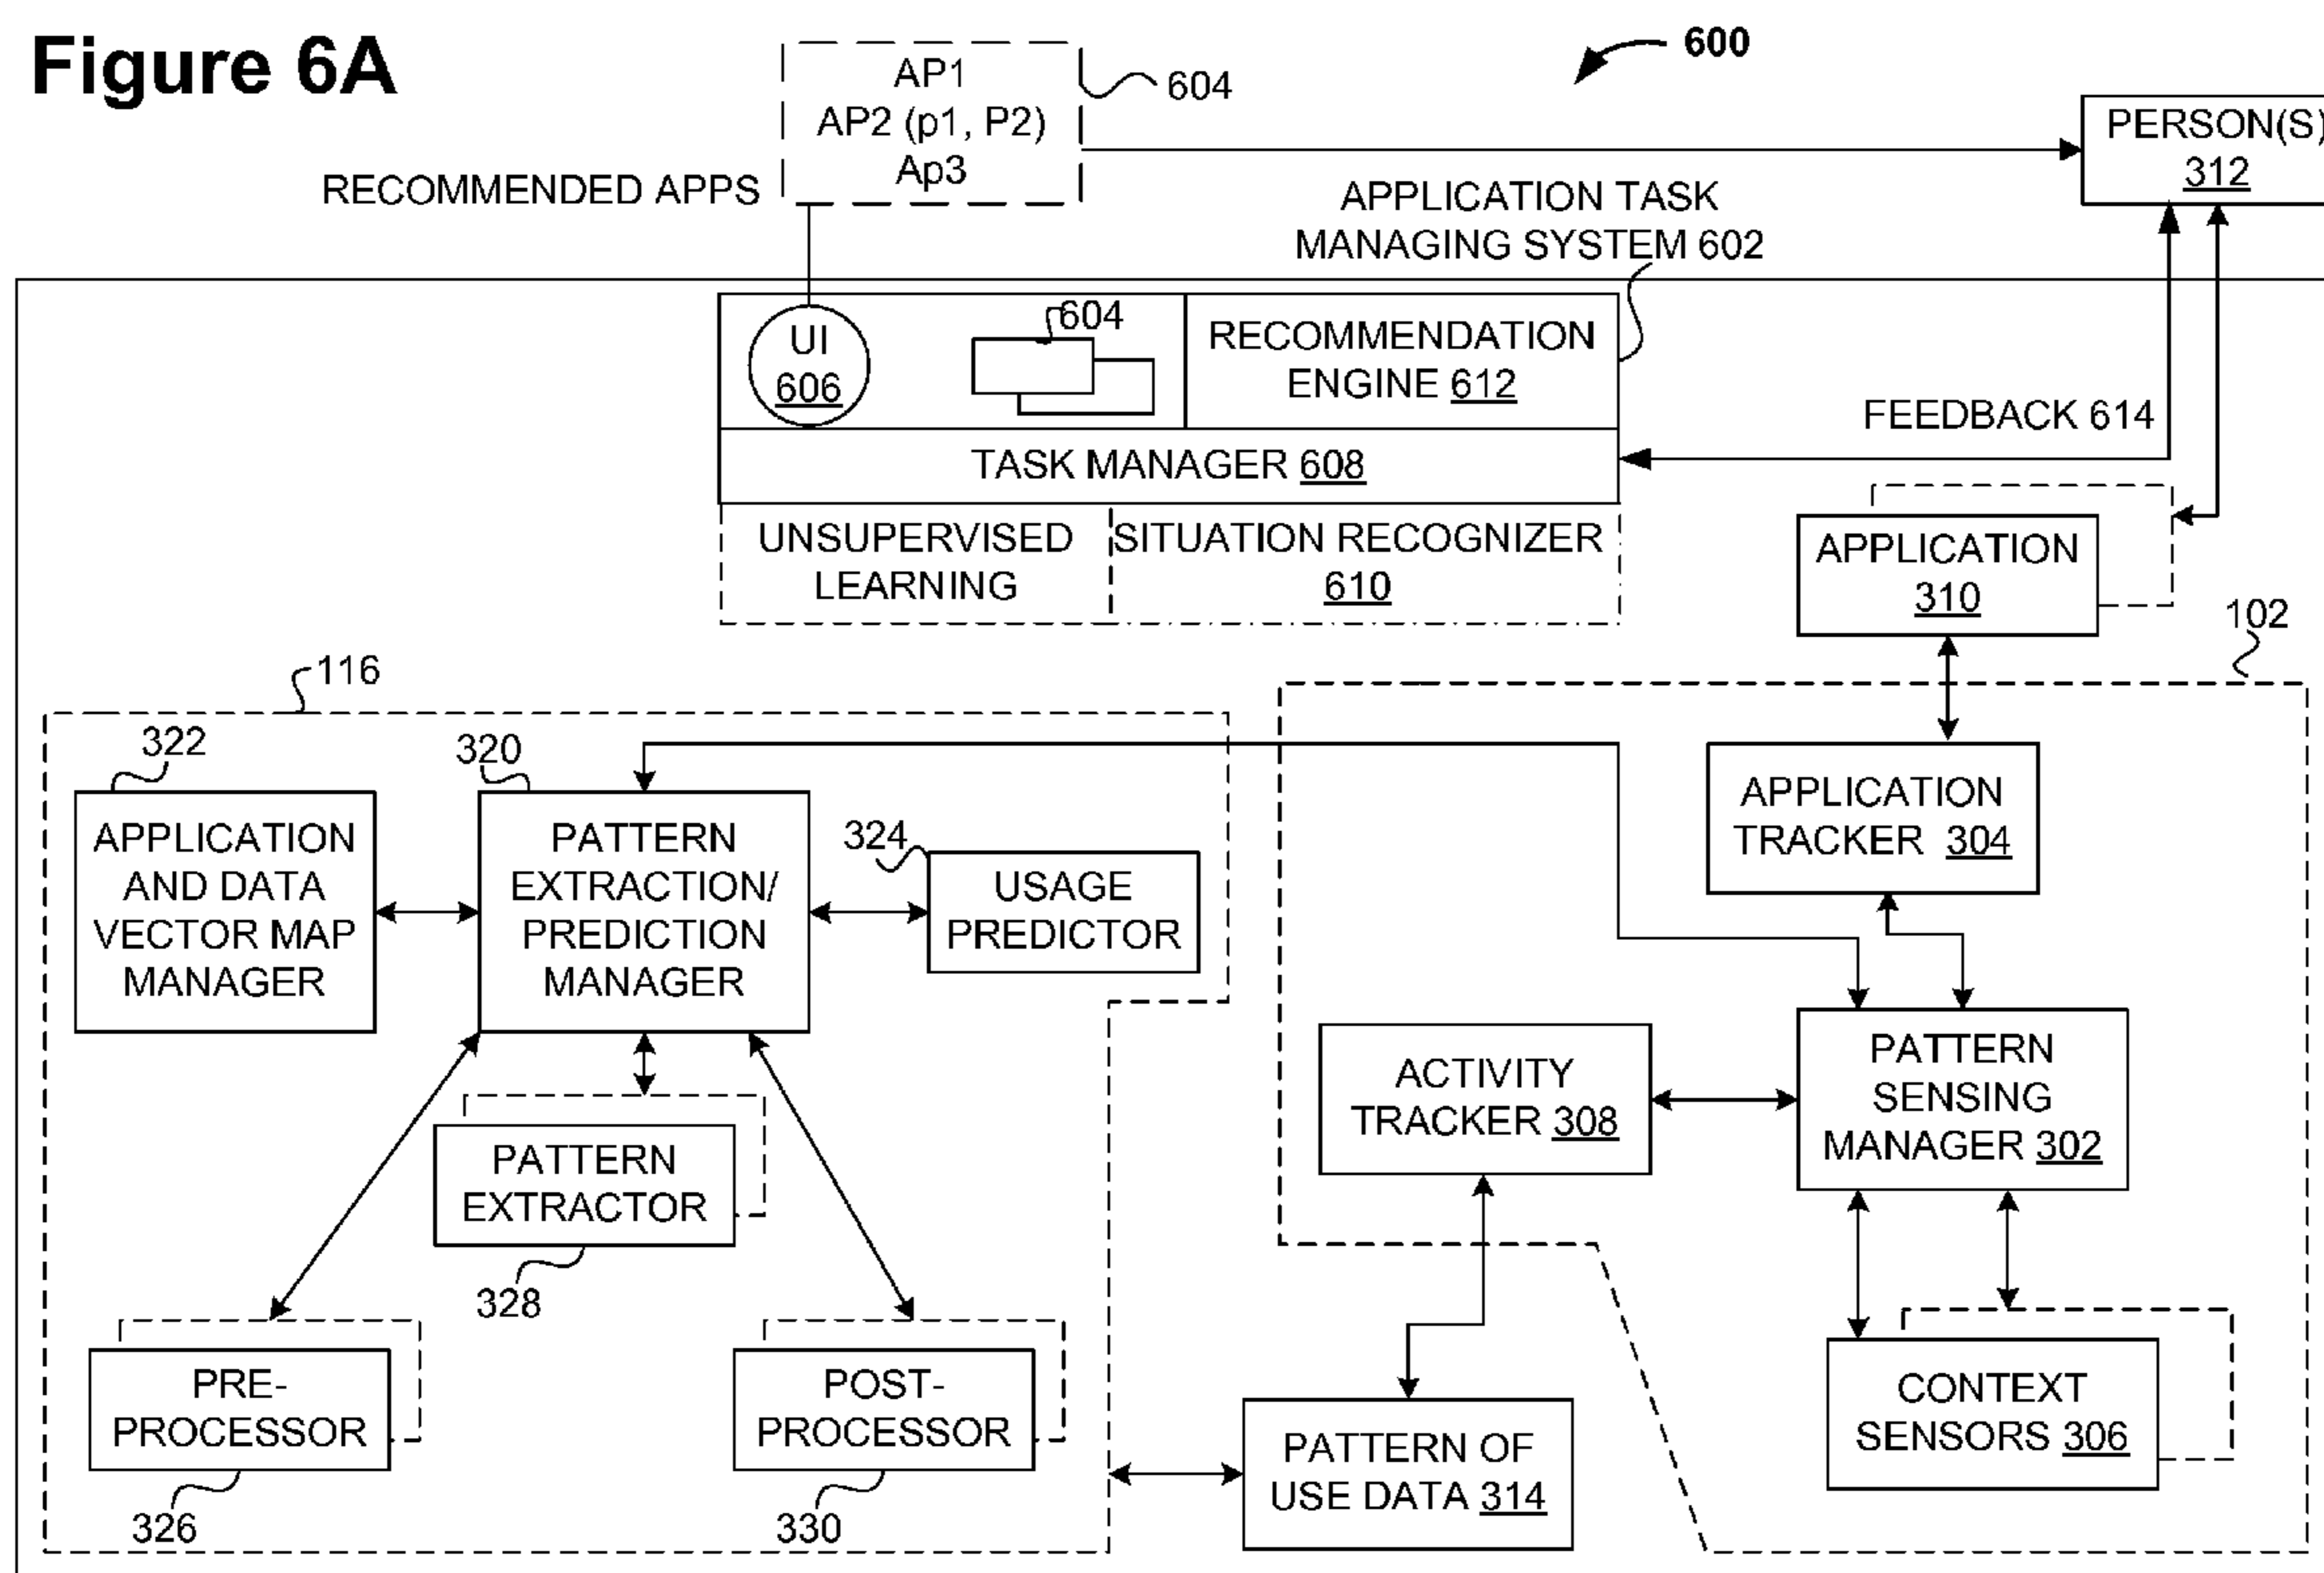 Figure 6A
AP1
AP2 (p1, P2)
Ap3
604
600
PERSON(S)
312
RECOMMENDED APPS
APPLICATION TASK
MANAGING SYSTEM 602
UI
606
604
RECOMMENDATION
ENGINE 612
FEEDBACK 614
TASK MANAGER 608
UNSUPERVISED
LEARNING
SITUATION RECOGNIZER
610
APPLICATION
310
102
116
322
320
APPLICATION
AND DATA
VECTOR MAP
MANAGER
PATTERN
EXTRACTION/
PREDICTION
MANAGER
324
USAGE
PREDICTOR
APPLICATION
TRACKER 304
ACTIVITY
TRACKER 308
PATTERN
SENSING
MANAGER 302
PATTERN
EXTRACTOR
328
PRE-
PROCESSOR
326
POST-
PROCESSOR
330
PATTERN OF
USE DATA 314
CONTEXT
SENSORS 306